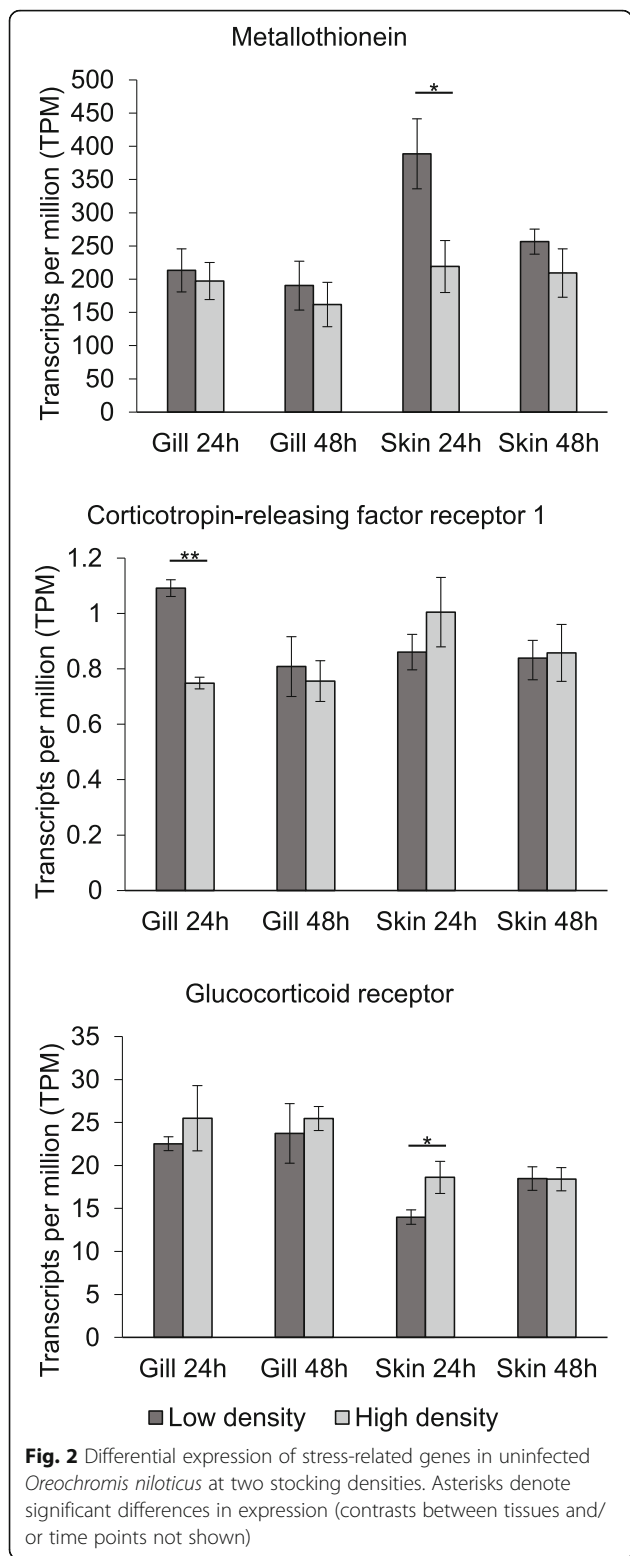 Metallothionein
Transcripts per million (TPM)
500
450
400
350
300
250
200
150
100
50
0
*
Gill 24h Gill 48h Skin 24h Skin 48h
Corticotropin-releasing factor receptor 1
Transcripts per million (TPM)
1.2
1
0.8
0.6
0.4
0.2
0
**
Gill 24h Gill 48h Skin 24h Skin 48h
Glucocorticoid receptor
Transcripts per million (TPM)
35
30
25
20
15
10
5
0
*
Gill 24h Gill 48h Skin 24h Skin 48h
Low density High density
Fig. 2 Differential expression of stress-related genes in uninfected
Oreochromis niloticus at two stocking densities. Asterisks denote
significant differences in expression (contrasts between tissues and/
or time points not shown)